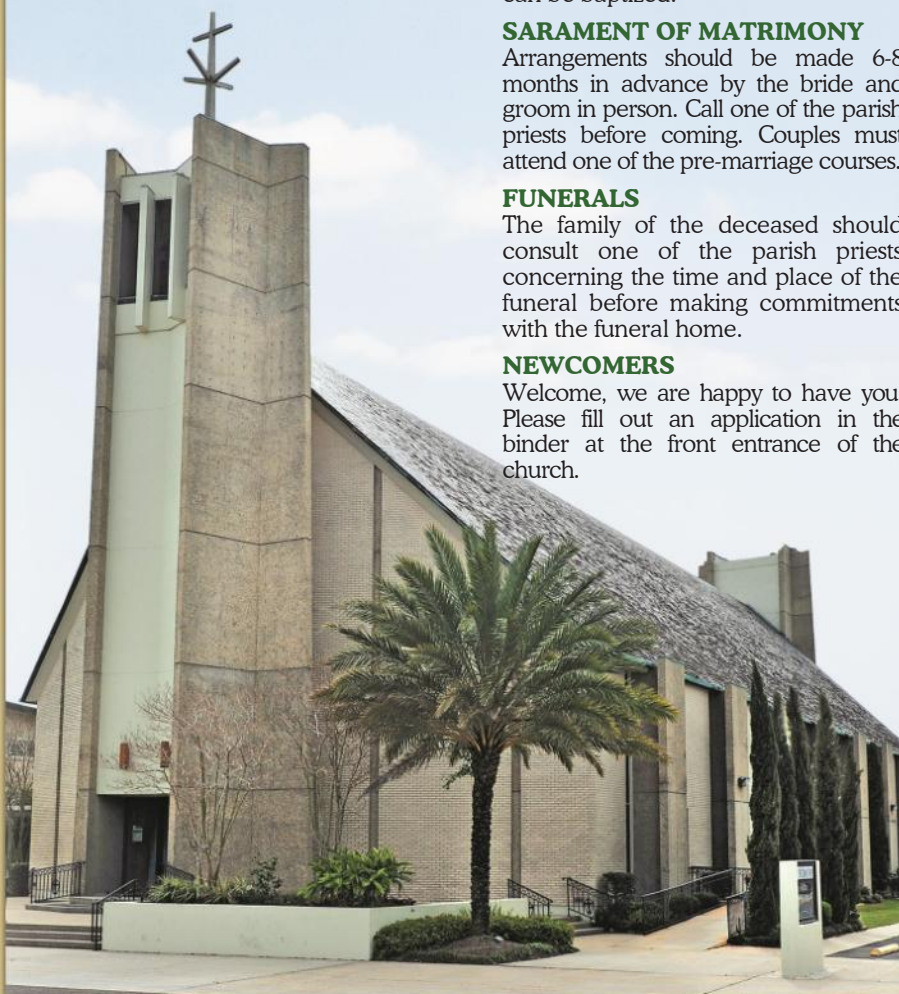 can be baptized.
SARAMENT OF MATRIMONY
Arrangements should be made 6-8
months in advance by the bride and
groom in person. Call one of the parish
priests before coming. Couples must
attend one of the pre-marriage courses.
FUNERALS
The family of the deceased should
consult one of the parish priests
concerning the time and place of the
funeral before making commitments
with the funeral home.
NEWCOMERS
Welcome, we are happy to have you
Please fill out an application in the
binder at the front entrance of the
church.